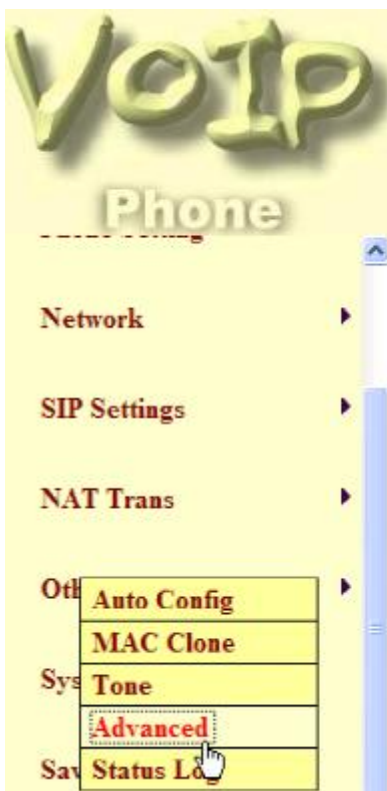 VOIP
Phone
Network
SIP Settings
NAT Trans
Auto Config
MAC Clone
Tone
Advanced
Status Log